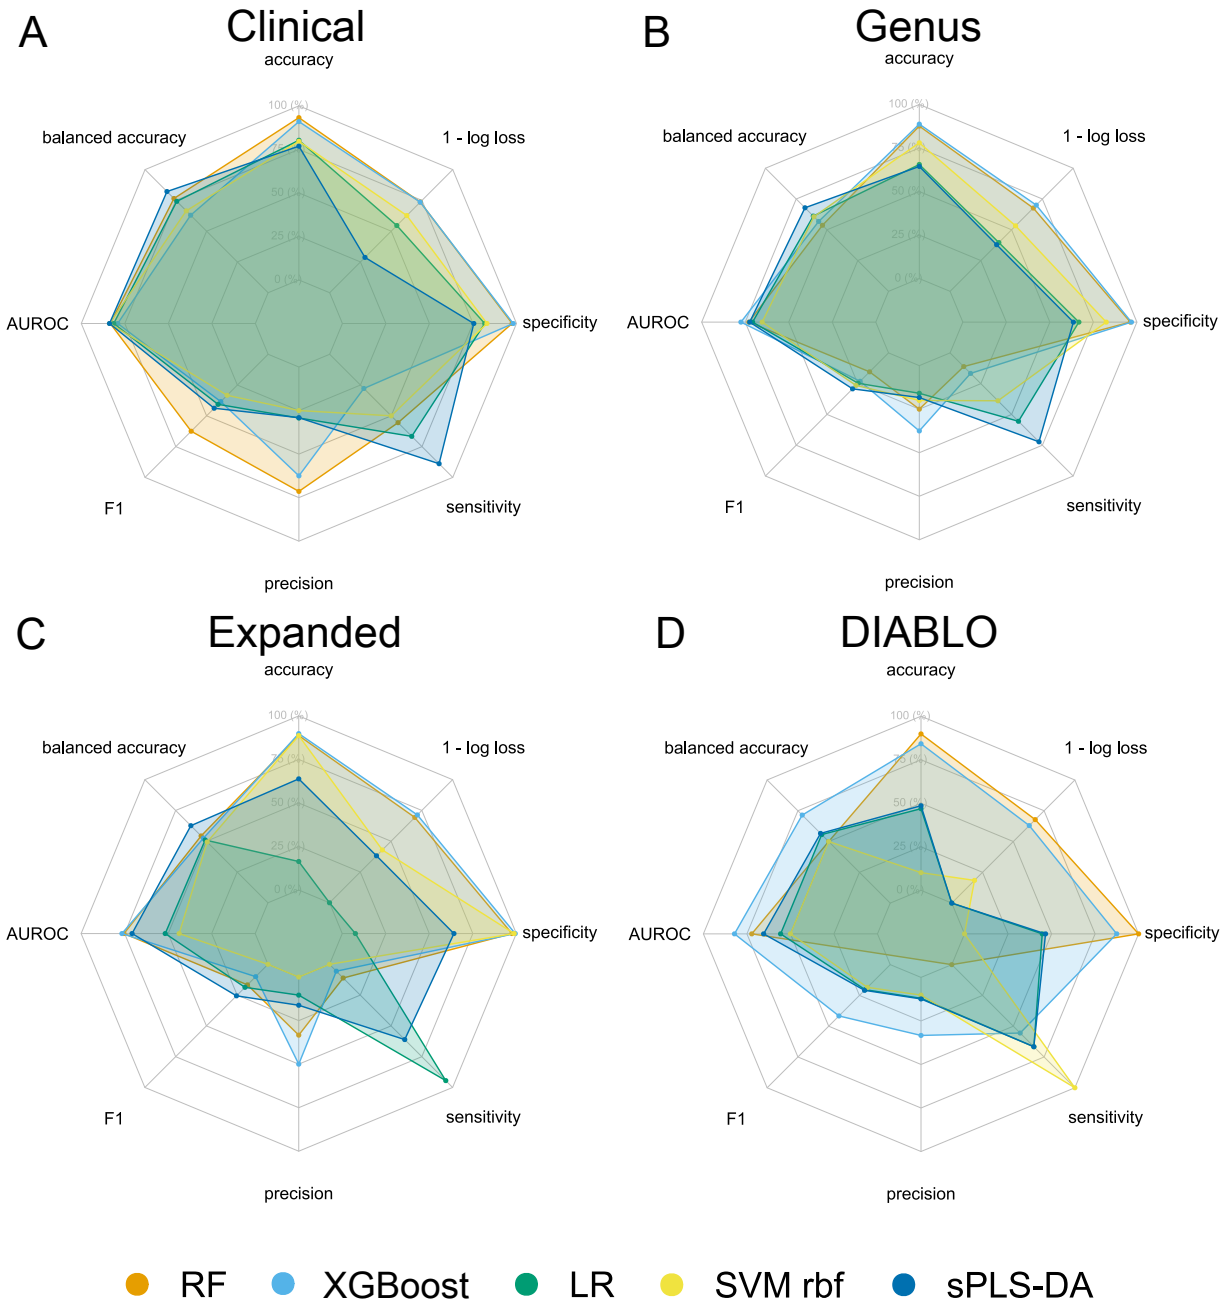 A
Clinical
accuracy
100 (%)
75 (%)
50 (%)
25 (%)
0 (%)
balanced accuracy
1 - log loss
AUROC
specificity
F1
sensitivity
precision
B
Genus
accuracy
100 (%)
75 (%)
50 (%)
25 (%)
0 (%)
balanced accuracy
1 - log loss
AUROC
specificity
F1
sensitivity
precision
C
Expanded
accuracy
100 (%)
75 (%)
50 (%)
25 (%)
0 (%)
balanced accuracy
1 - log loss
AUROC
specificity
F1
sensitivity
precision
D
DIABLO
accuracy
100 (%)
75 (%)
50 (%)
25 (%)
0 (%)
balanced accuracy
1 - log loss
AUROC
specificity
F1
sensitivity
precision
RF XGBoost LR SVM rbf sPLS-DA